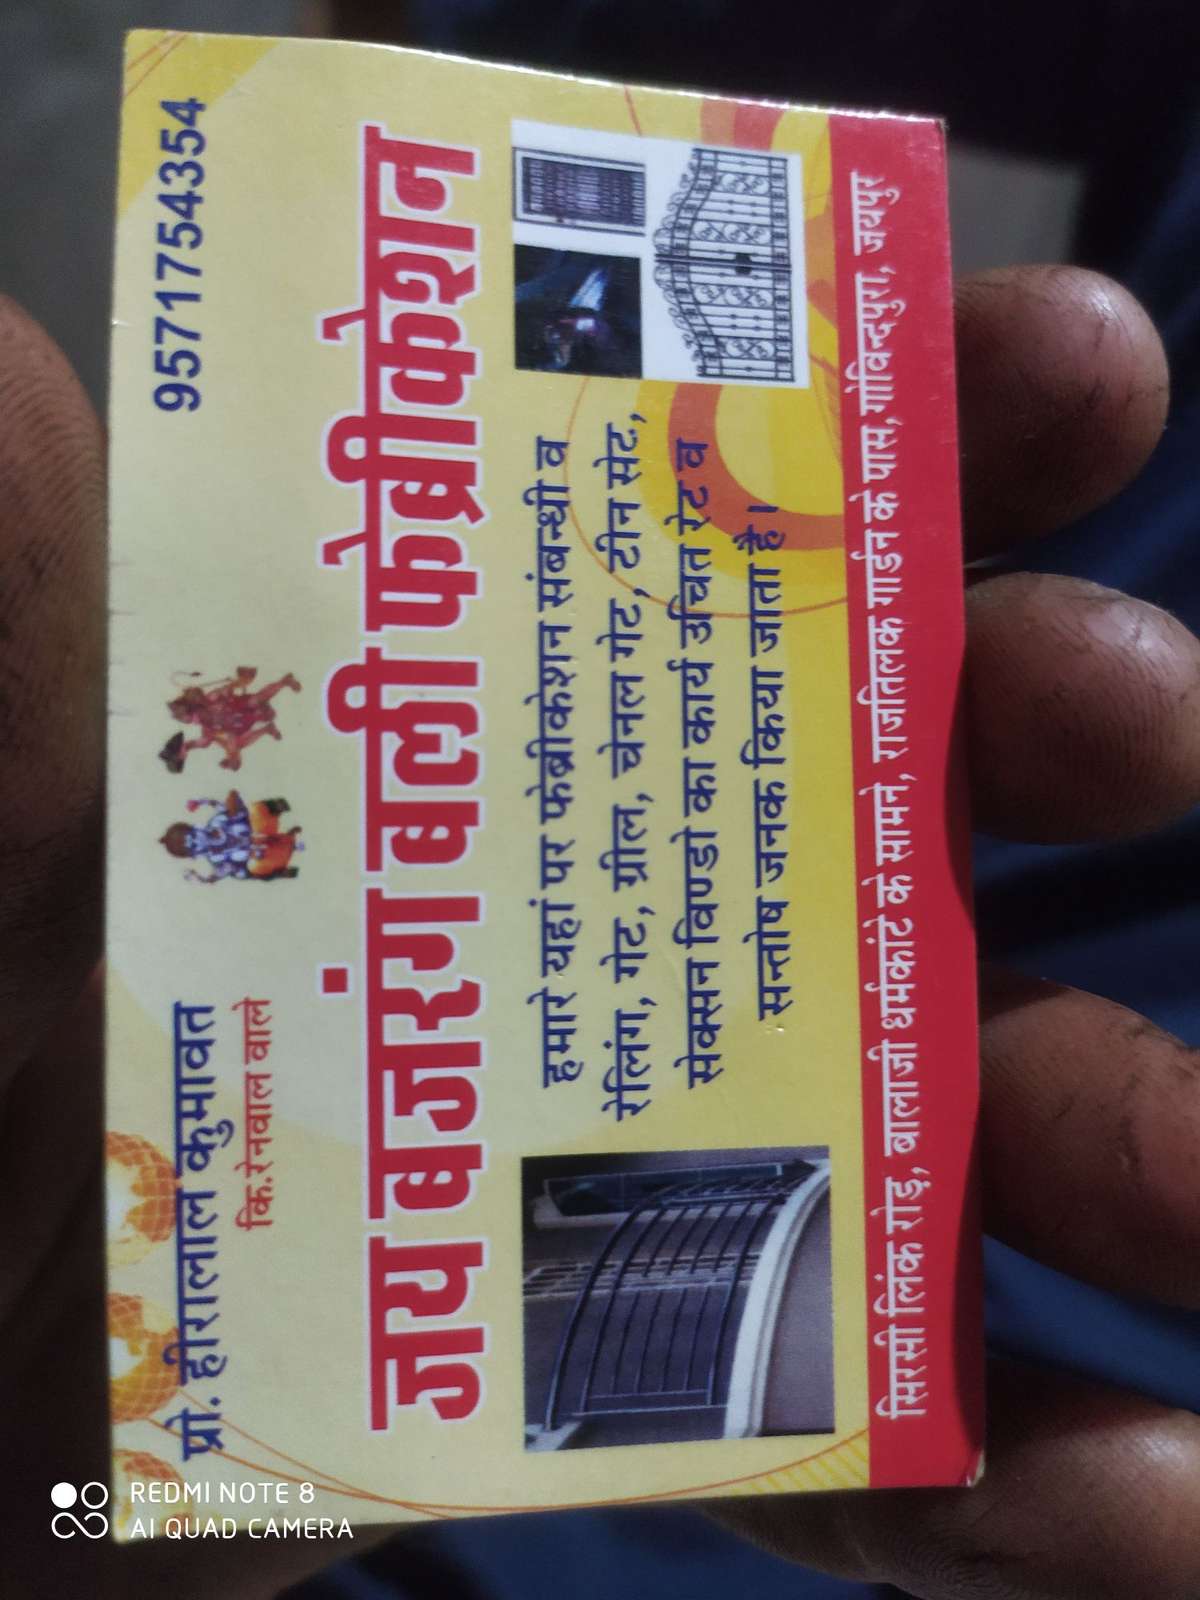 प्रो. हीरालाल कुमावत
कि.रेनवाल वाले
9571754354
जय बजरंग बली फेब्रीकेशन
हमारे यहां पर फेब्रीकेशन संबन्धी व
रेलिंग, गेट, ग्रील, चेनल गेट, टीन सेट,
सेक्सन विण्डो का कार्य उचित रेट व
सन्तोष जनक किया जाता है।
सिरसी लिंक रोड़, बालाजी धर्मकांटे के सामने, राजतिलक गार्डन के पास, गोविन्दपुरा, जयपुर
REDMI NOTE 8
AI QUAD CAMERA